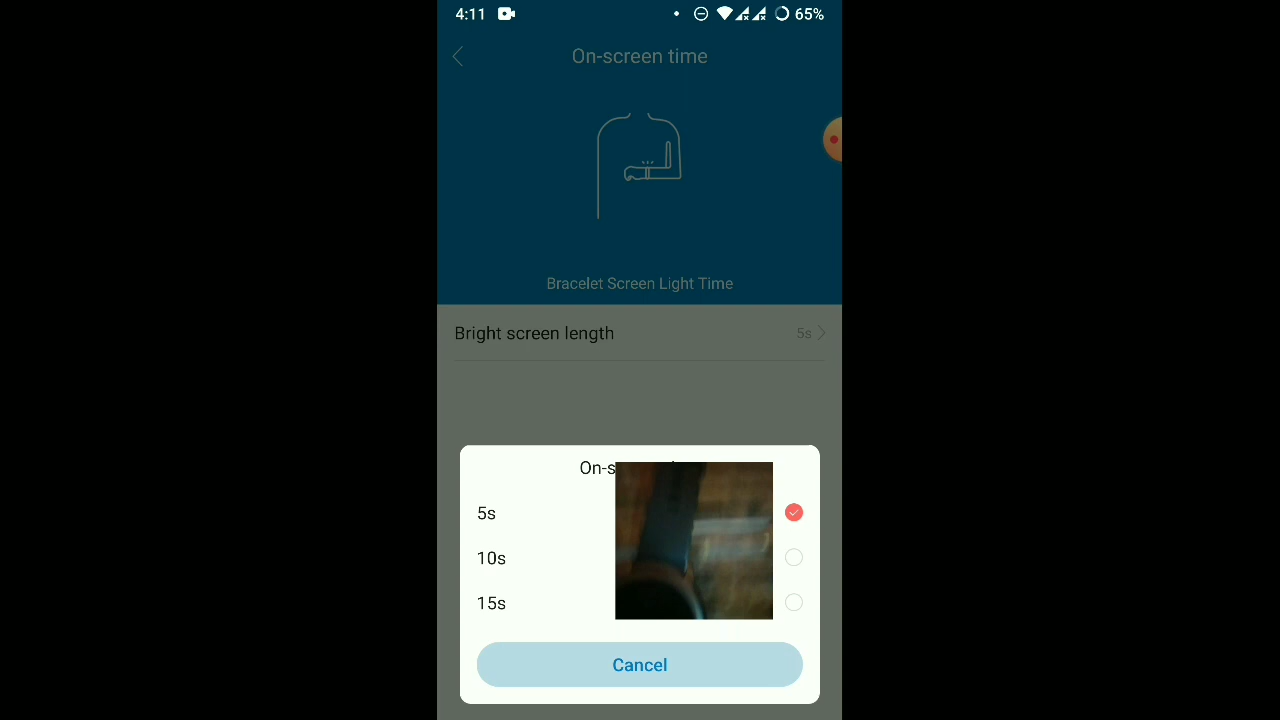 4:11 65%
On-screen time
Bracelet Screen Light Time
Bright screen length 5s
On-s
5s
10s
15s
Cancel